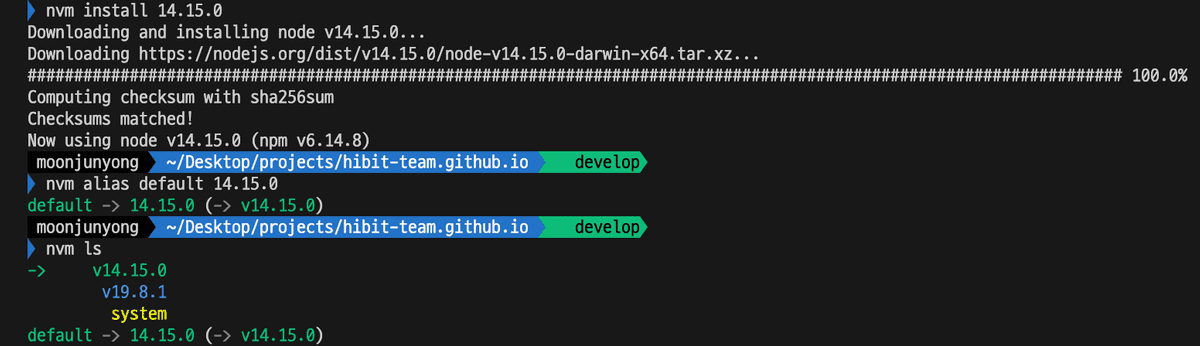 nvm install 14.15.0
Downloading and installing node v14.15.0...
Downloading https://nodejs.org/dist/v14.15.0/node-v14.15.0-darwin-x64.tar.xz...
######################################################################################################################## 100.0%
Computing checksum with sha256sum
Checksums matched!
Now using node v14.15.0 (npm v6.14.8)
moonjunyong ~/Desktop/projects/hibit-team.github.io develop
nvm alias default 14.15.0
default -> 14.15.0 (-> v14.15.0)
moonjunyong ~/Desktop/projects/hibit-team.github.io develop
nvm ls
-> v14.15.0
v19.8.1
system
default -> 14.15.0 (-> v14.15.0)